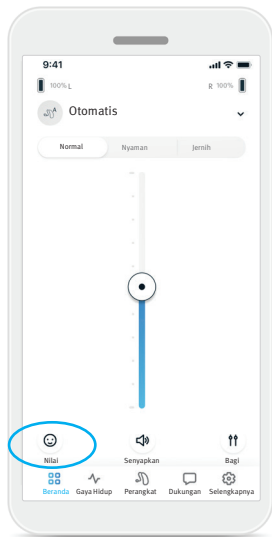 9:41
100% L
R 100%
A
Otomatis
Normal Nyaman Jernih
Nilai Senyapkan Bagi
Beranda Gaya Hidup Perangkat Dukungan Selengkapnya